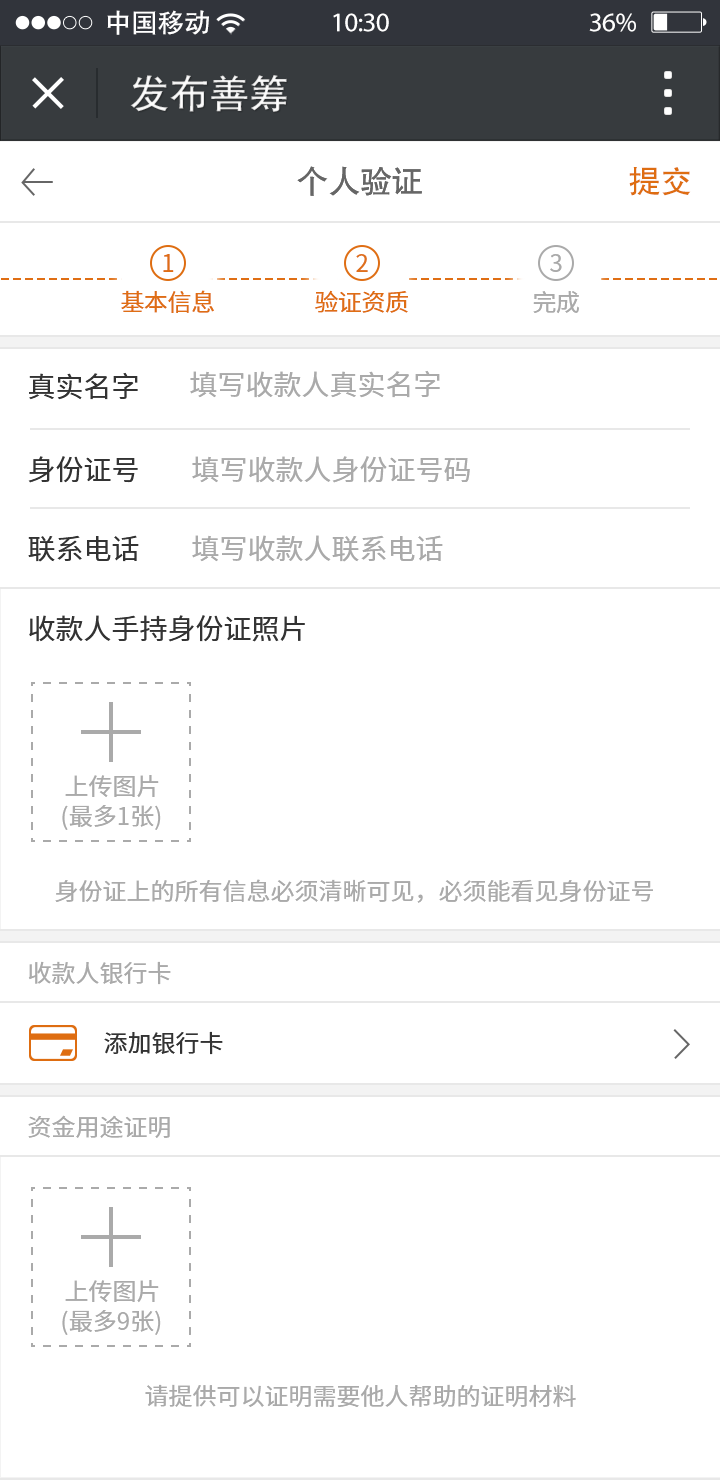 中国移动 10:30 36%
发布善筹
个人验证 提交
1 2 3
基本信息 验证资质 完成
真实名字 填写收款人真实名字
身份证号 填写收款人身份证号码
联系电话 填写收款人联系电话
收款人手持身份证照片
上传图片
(最多1张)
身份证上的所有信息必须清晰可见，必须能看见身份证号
收款人银行卡
添加银行卡
资金用途证明
上传图片
(最多9张)
请提供可以证明需要他人帮助的证明材料